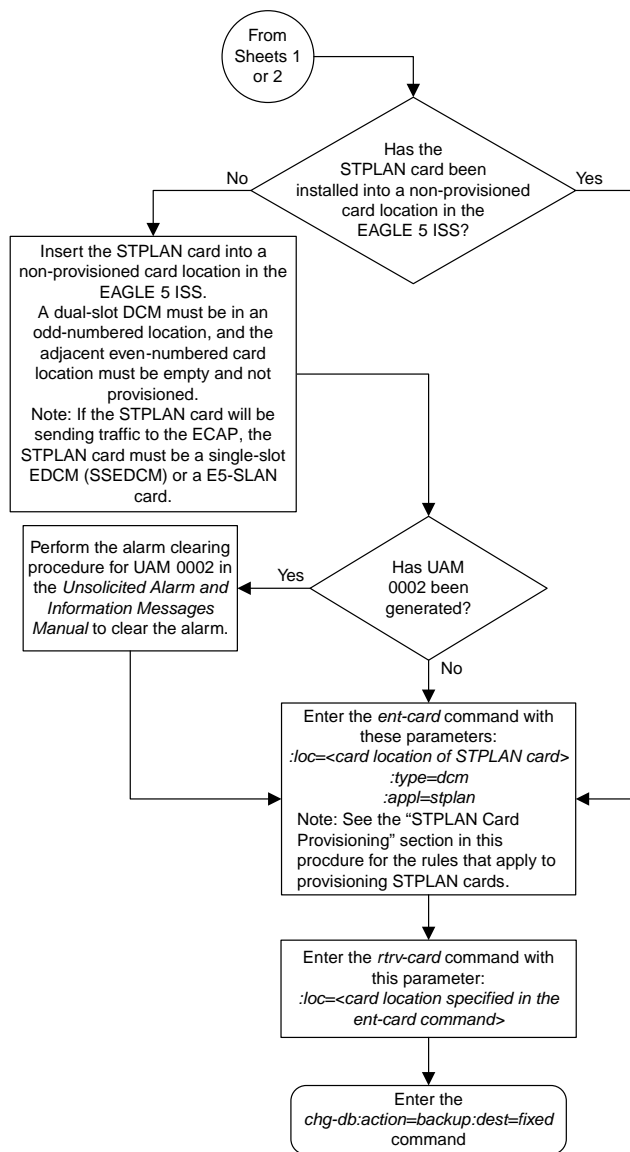 From
Sheets 1
or 2
Has the
STPLAN card been
installed into a non-provisioned
card location in the
EAGLE 5 ISS?
No
Yes
Insert the STPLAN card into a
non-provisioned card location in the
EAGLE 5 ISS.
A dual-slot DCM must be in an
odd-numbered location, and the
adjacent even-numbered card
location must be empty and not
provisioned.
Note: If the STPLAN card will be
sending traffic to the ECAP, the
STPLAN card must be a single-slot
EDCM (SSEDCM) or a E5-SLAN
card.
Has UAM
0002 been
generated?
Yes
No
Perform the alarm clearing
procedure for UAM 0002 in
the Unsolicited Alarm and
Information Messages
Manual to clear the alarm.
Enter the ent-card command with
these parameters:
:loc=<card location of STPLAN card>
:type=dcm
:appl=stplan
Note: See the “STPLAN Card
Provisioning” section in this
procdure for the rules that apply to
provisioning STPLAN cards.
Enter the rtrv-card command with
this parameter:
:loc=<card location specified in the
ent-card command>
Enter the
chg-db:action=backup:dest=fixed
command